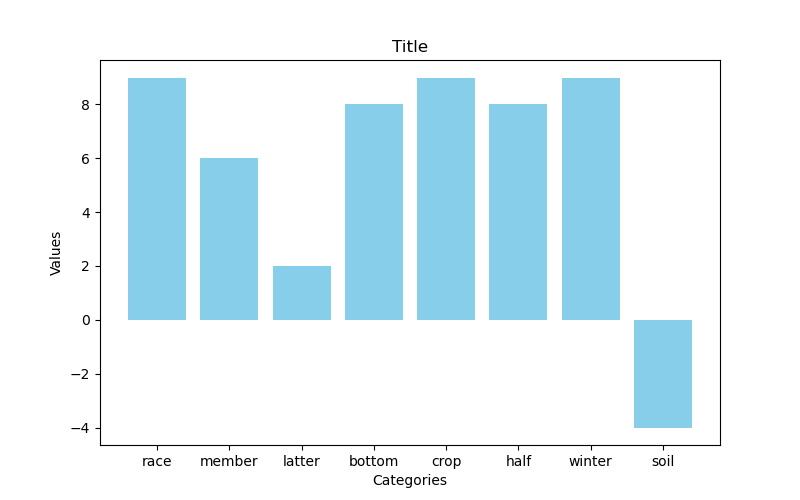 Title
Values
8
6
4
2
0
−2
−4
race member latter bottom crop half winter soil
Categories